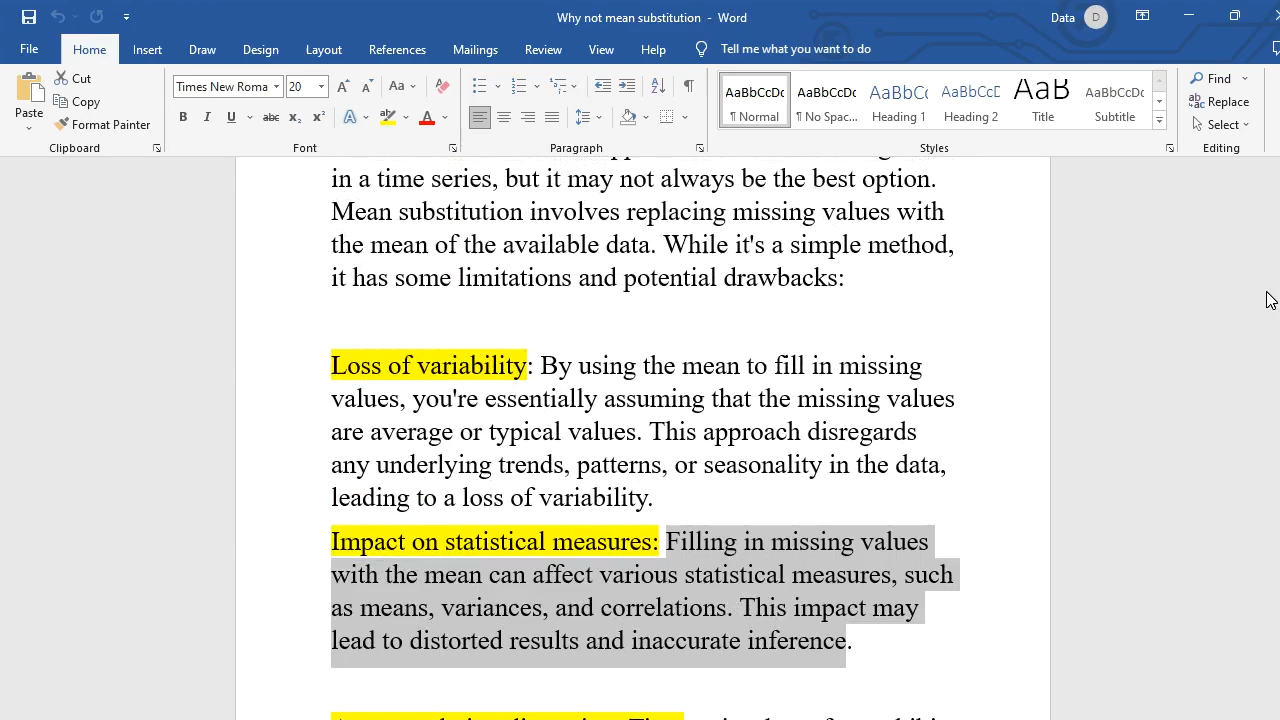 Why not mean substitution - Word
Data D
File Home Insert Draw Design Layout References Mailings Review View Help Tell me what you want to do
Paste
Cut
Copy
Format Painter
Clipboard
Times New Roma 20
Font
Paragraph
AaBbCcDc AaBbCcDc AaBbCc AaBbCcD AaB AaBbCcDc
¶ Normal ¶ No Spac... Heading 1 Heading 2 Title Subtitle
Styles
Find
Replace
Select
Editing
in a time series, but it may not always be the best option.
Mean substitution involves replacing missing values with
the mean of the available data. While it's a simple method,
it has some limitations and potential drawbacks:
Loss of variability: By using the mean to fill in missing
values, you're essentially assuming that the missing values
are average or typical values. This approach disregards
any underlying trends, patterns, or seasonality in the data,
leading to a loss of variability.
Impact on statistical measures: Filling in missing values
with the mean can affect various statistical measures, such
as means, variances, and correlations. This impact may
lead to distorted results and inaccurate inference.